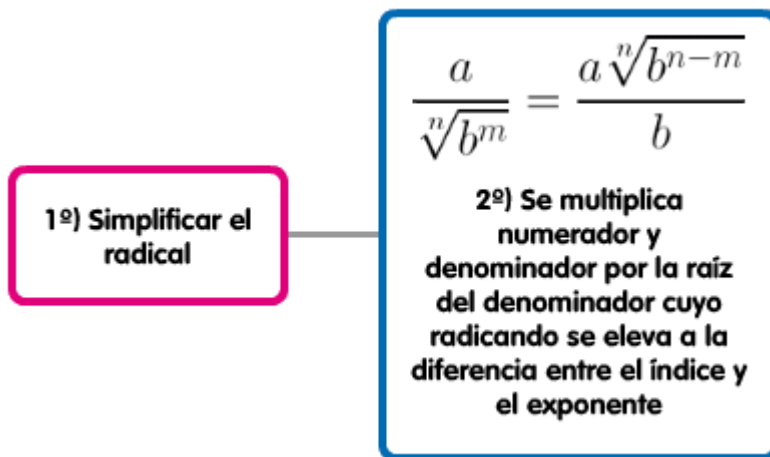 1º) Simplificar el
radical
a / ⁿ√(b^m) = a ⁿ√(b^(n−m)) / b
2º) Se multiplica
numerador y
denominador por la raíz
del denominador cuyo
radicando se eleva a la
diferencia entre el índice y
el exponente